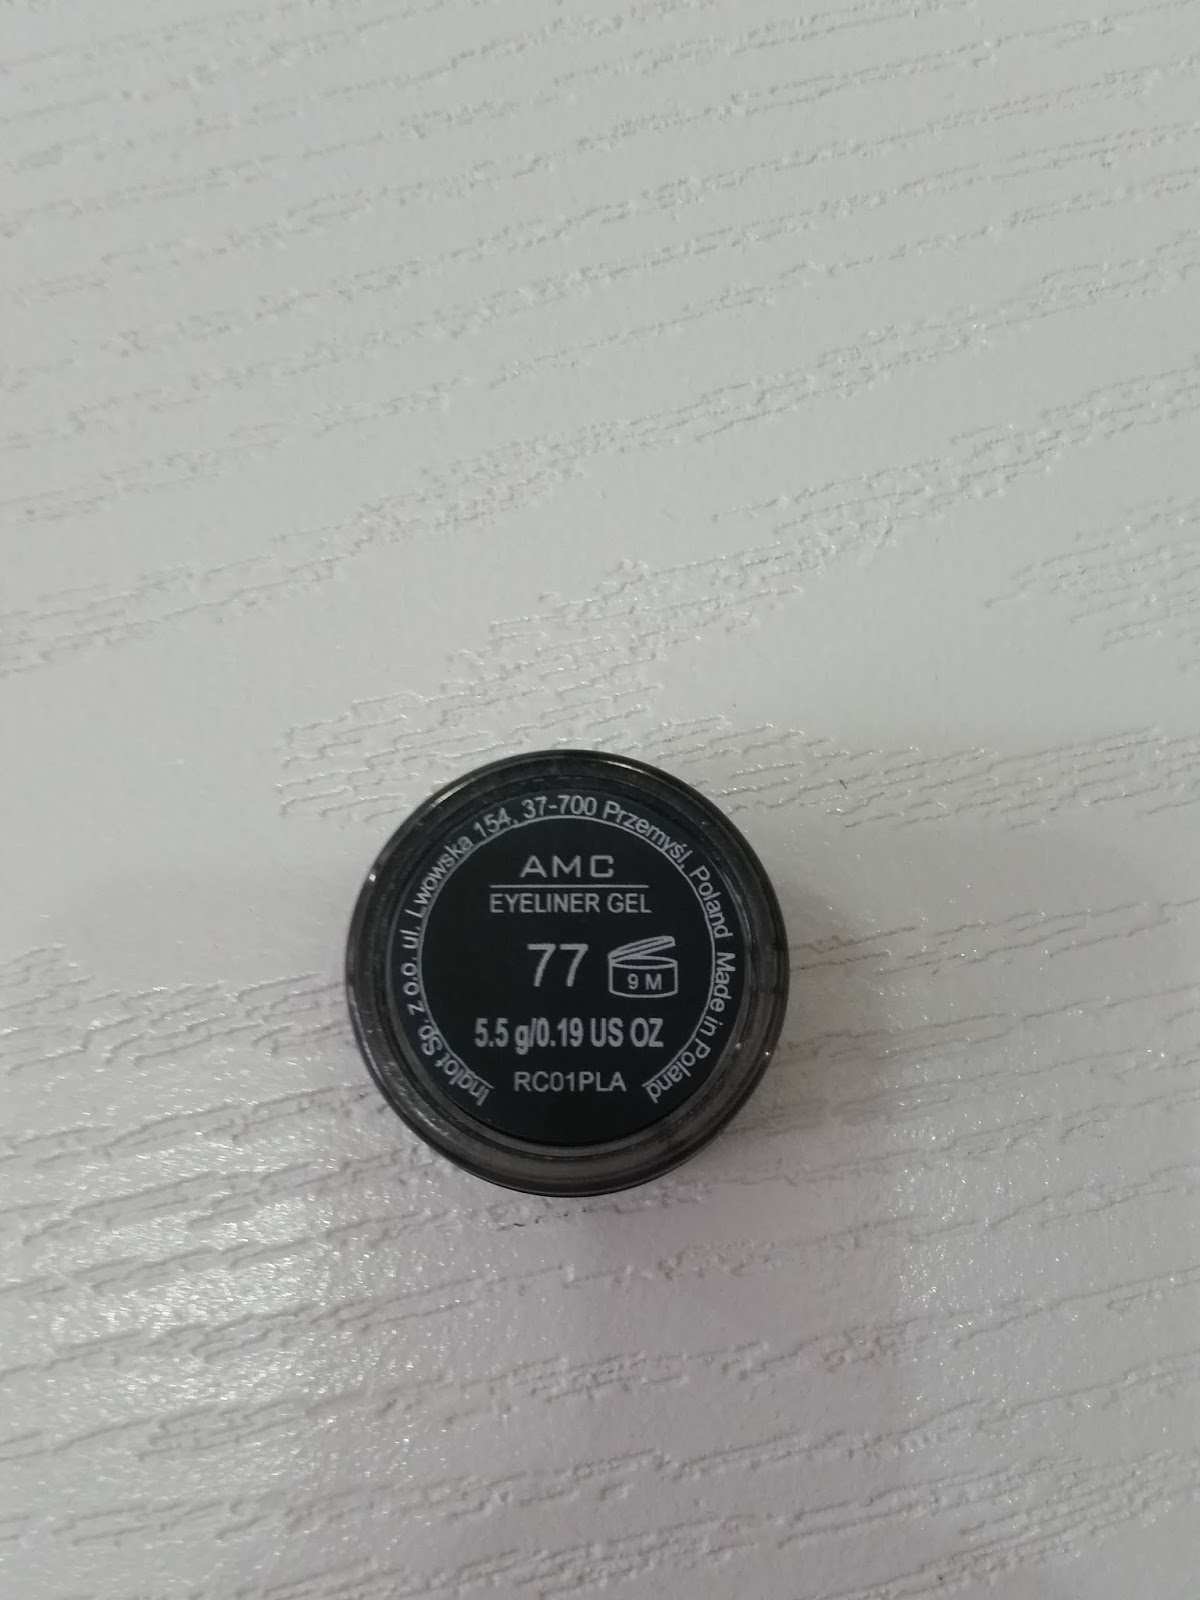 Inglot Sp. z o.o. ul. Lwowska 154, 37-700 Przemyśl, Poland Made in Poland
AMC
EYELINER GEL
77
9 M
5.5 g/0.19 US OZ
RC01PLA